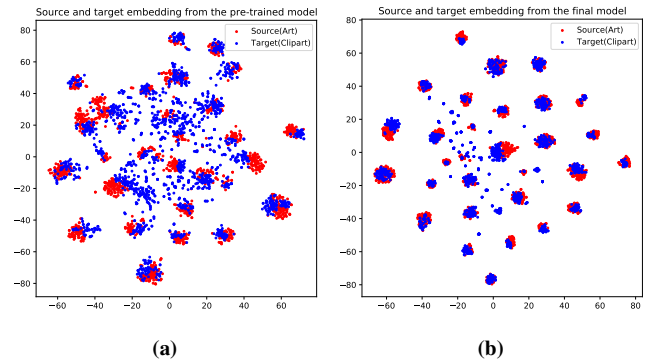 Source and target embedding from the pre-trained model
Source(Art)
Target(Clipart)
80
60
40
20
0
−20
−40
−60
−80
−60 −40 −20 0 20 40 60
(a)
Source and target embedding from the final model
Source(Art)
Target(Clipart)
80
60
40
20
0
−20
−40
−60
−80
−60 −40 −20 0 20 40 60 80
(b)